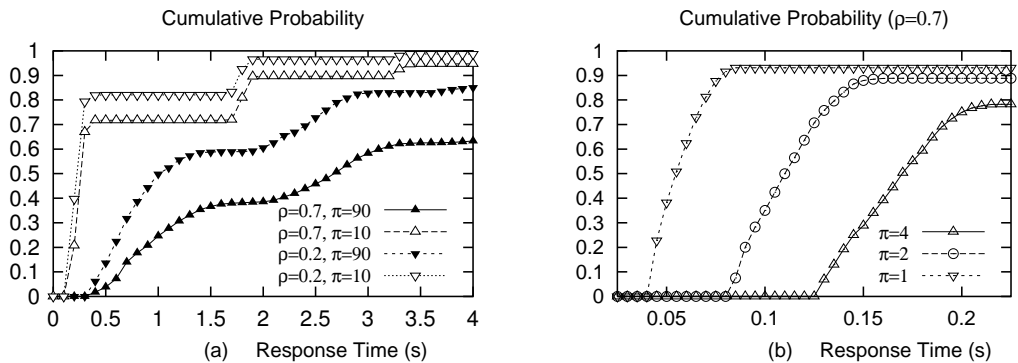 Cumulative Probability
1
0.9
0.8
0.7
0.6
0.5
0.4
0.3
0.2
0.1
0
ρ=0.7, π=90
ρ=0.7, π=10
ρ=0.2, π=90
ρ=0.2, π=10
0 0.5 1 1.5 2 2.5 3 3.5 4
(a) Response Time (s)
Cumulative Probability (ρ=0.7)
1
0.9
0.8
0.7
0.6
0.5
0.4
0.3
0.2
0.1
0
π=4
π=2
π=1
0.05 0.1 0.15 0.2
(b) Response Time (s)